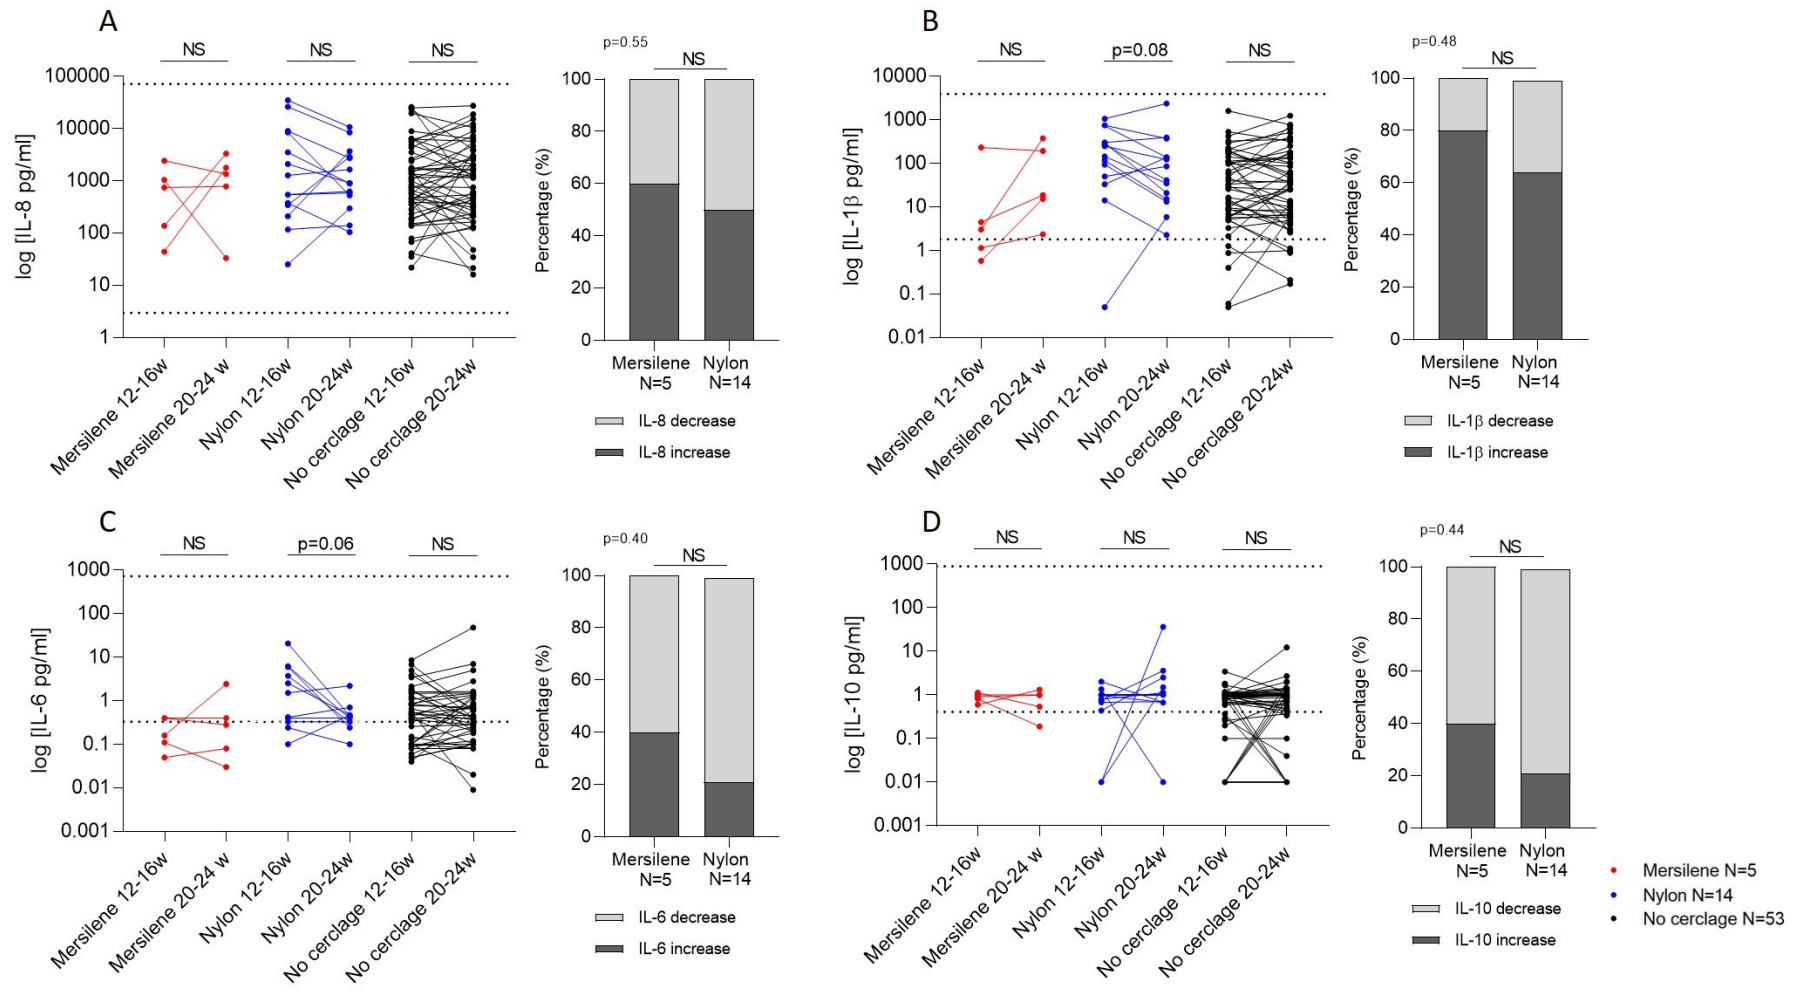 A
NS
NS
NS
100000
10000
1000
100
10
1
log [IL-8 pg/ml]
Mersilene 12-16w
Mersilene 20-24 w
Nylon 12-16w
Nylon 20-24w
No cerclage 12-16w
No cerclage 20-24w
p=0.55
NS
100
80
60
40
20
0
Percentage (%)
Mersilene
N=5
Nylon
N=14
IL-8 decrease
IL-8 increase
B
NS
p=0.08
NS
10000
1000
100
10
1
0.1
0.01
log [IL-1β pg/ml]
Mersilene 12-16w
Mersilene 20-24 w
Nylon 12-16w
Nylon 20-24w
No cerclage 12-16w
No cerclage 20-24w
p=0.48
NS
100
80
60
40
20
0
Percentage (%)
Mersilene
N=5
Nylon
N=14
IL-1β decrease
IL-1β increase
C
NS
p=0.06
NS
1000
100
10
1
0.1
0.01
0.001
log [IL-6 pg/ml]
Mersilene 12-16w
Mersilene 20-24 w
Nylon 12-16w
Nylon 20-24w
No cerclage 12-16w
No cerclage 20-24w
p=0.40
NS
100
80
60
40
20
0
Percentage (%)
Mersilene
N=5
Nylon
N=14
IL-6 decrease
IL-6 increase
D
NS
NS
NS
1000
100
10
1
0.1
0.01
0.001
log [IL-10 pg/ml]
Mersilene 12-16w
Mersilene 20-24 w
Nylon 12-16w
Nylon 20-24w
No cerclage 12-16w
No cerclage 20-24w
p=0.44
NS
100
80
60
40
20
0
Percentage (%)
Mersilene
N=5
Nylon
N=14
IL-10 decrease
IL-10 increase
Mersilene N=5
Nylon N=14
No cerclage N=53